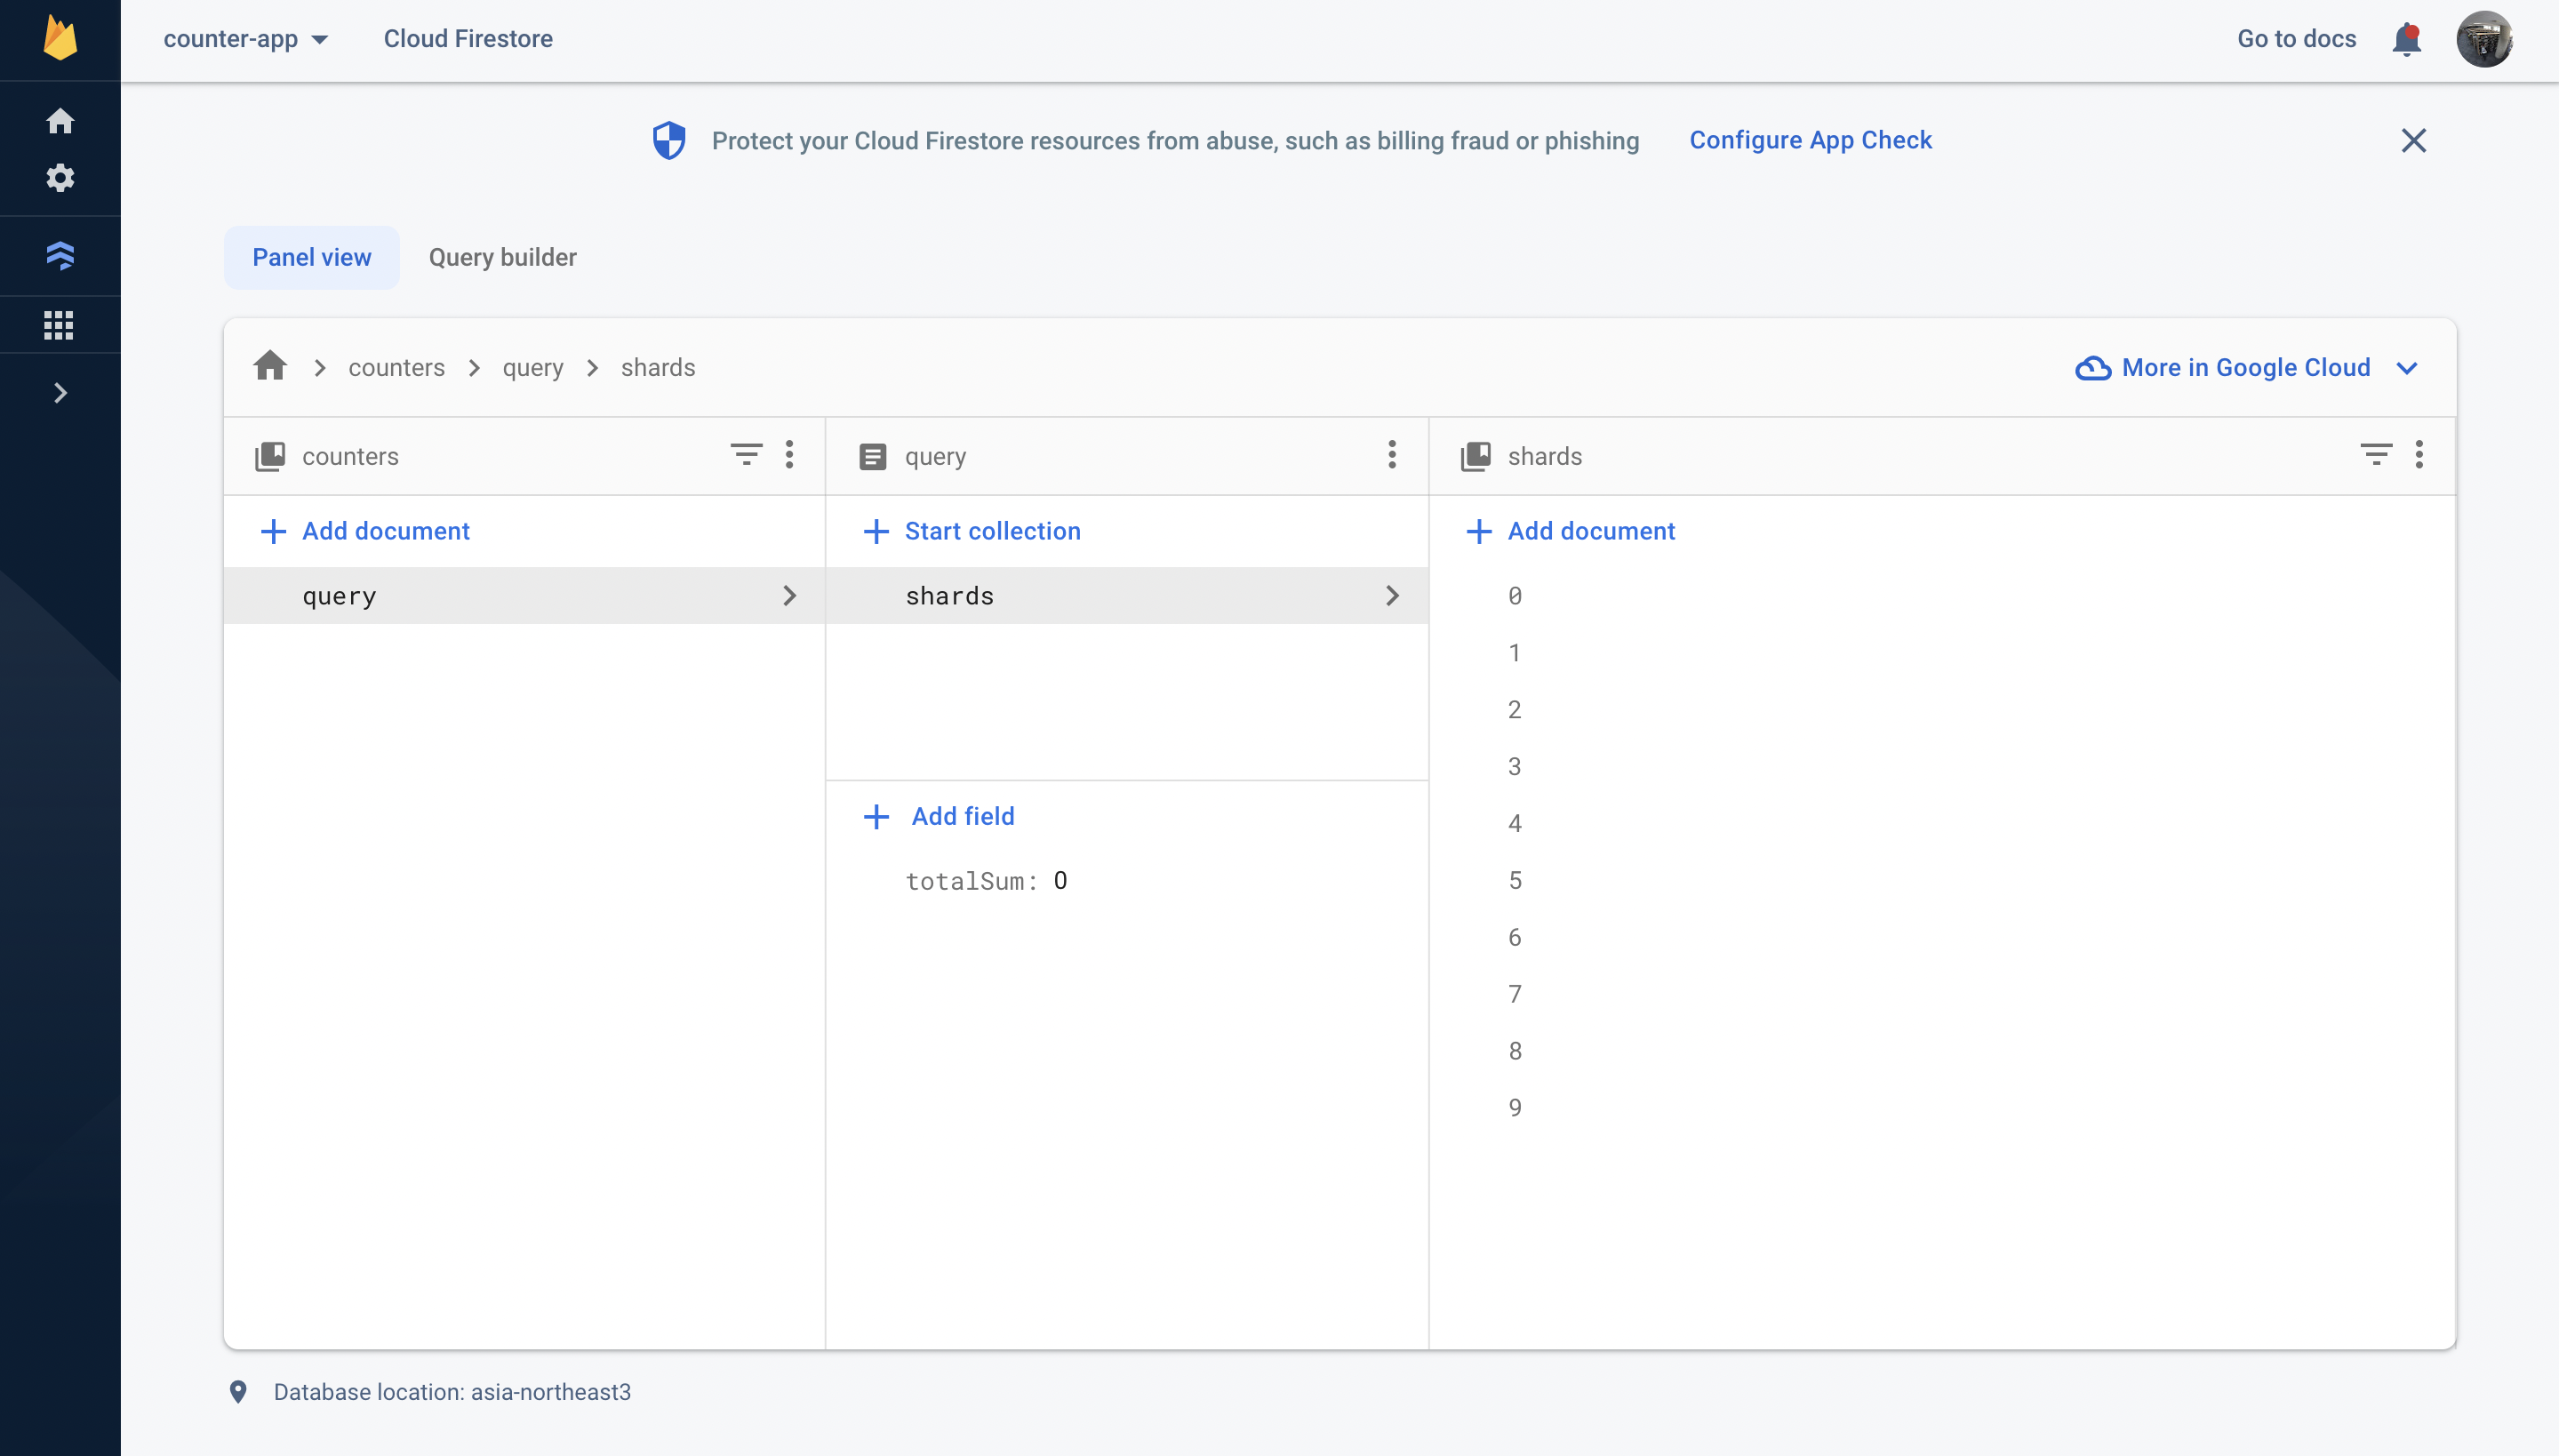 counter-app Cloud Firestore Go to docs
Protect your Cloud Firestore resources from abuse, such as billing fraud or phishing Configure App Check
Panel view Query builder
counters query shards More in Google Cloud
counters query shards
Add document Start collection Add document
query shards 0
1
2
3
Add field 4
totalSum: 0 5
6
7
8
9
Database location: asia-northeast3